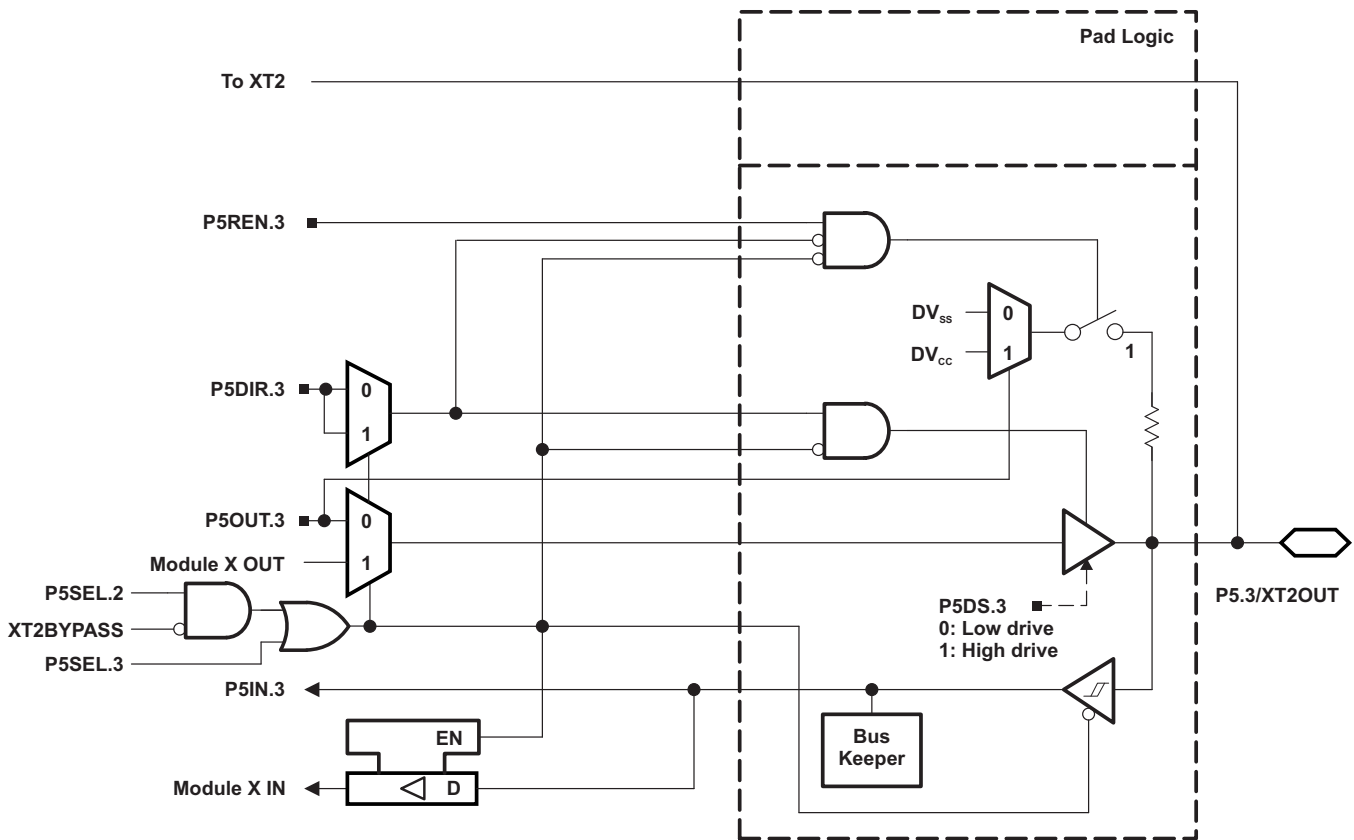 Pad Logic
To XT2
P5REN.3
DVSS
0
DVCC
1
1
P5DIR.3
0
1
P5OUT.3
0
Module X OUT
1
P5SEL.2
XT2BYPASS
P5SEL.3
P5DS.3
0: Low drive
1: High drive
P5.3/XT2OUT
P5IN.3
Bus
Keeper
EN
Module X IN
D